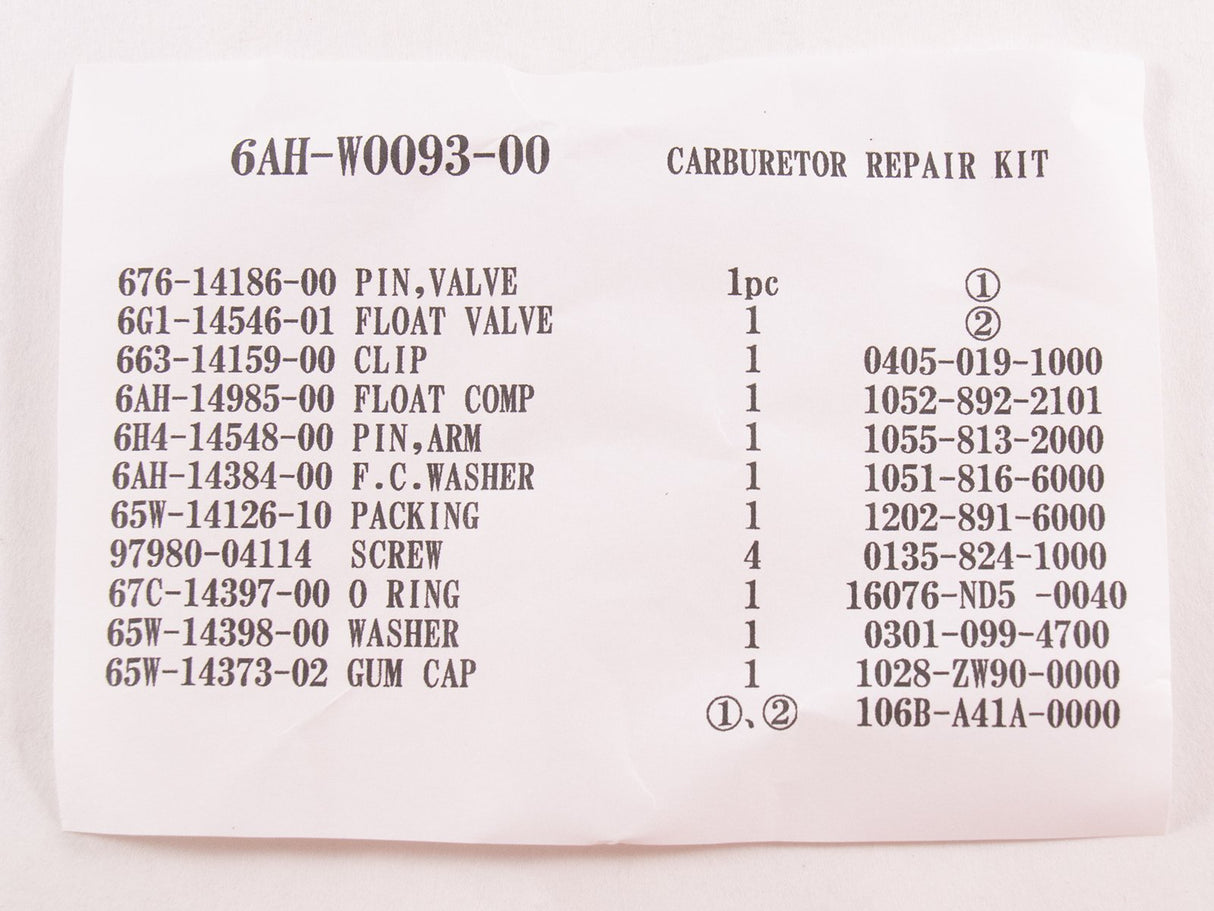 6AH-W0093-00 CARBURETOR REPAIR KIT
676-14186-00 PIN,VALVE 1pc ①
6G1-14546-01 FLOAT VALVE 1 ②
663-14159-00 CLIP 1 0405-019-1000
6AH-14985-00 FLOAT COMP 1 1052-892-2101
6H4-14548-00 PIN,ARM 1 1055-813-2000
6AH-14384-00 F.C.WASHER 1 1051-816-6000
65W-14126-10 PACKING 1 1202-891-6000
97980-04114 SCREW 4 0135-824-1000
67C-14397-00 O RING 1 16076-ND5 -0040
65W-14398-00 WASHER 1 0301-099-4700
65W-14373-02 GUM CAP 1 1028-ZW90-0000
①、② 106B-A41A-0000